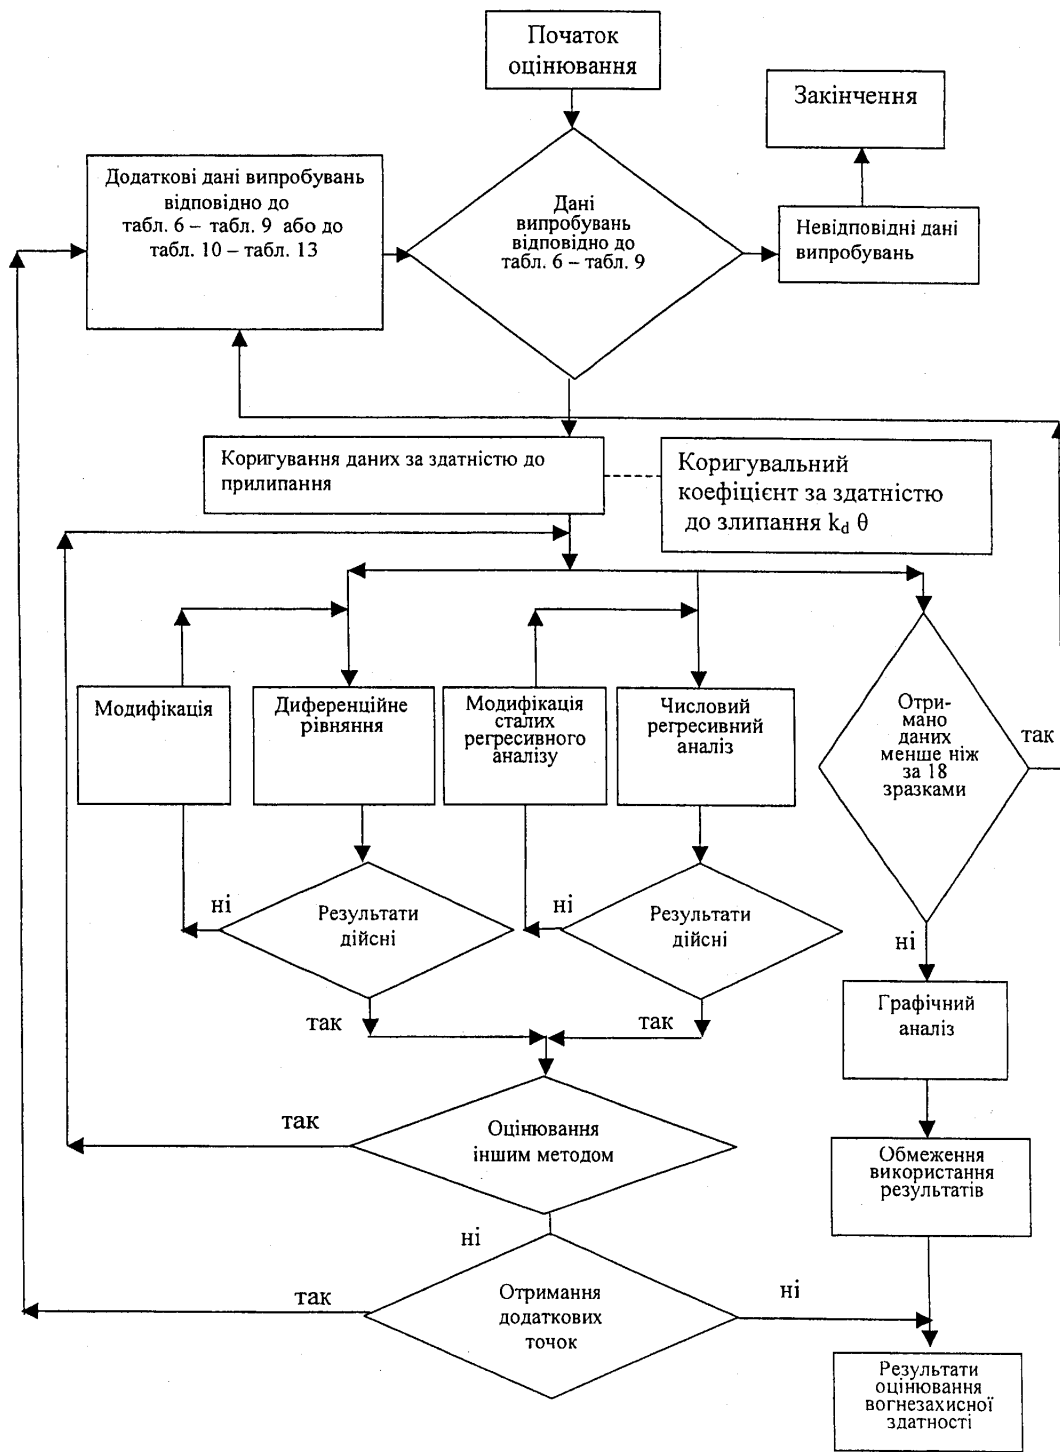 Початок
оцінювання
Закінчення
Додаткові дані випробувань
відповідно до
табл. 6 – табл. 9 або до
табл. 10 – табл. 13
Дані
випробувань
відповідно до
табл. 6 – табл. 9
Невідповідні дані
випробувань
Коригування даних за здатністю до
прилипання
Коригувальний
коефіцієнт за здатністю
до злипання kd θ
Модифікація
Диференційне
рівняння
Модифікація
сталих
регресивного
аналізу
Числовий
регресивний
аналіз
Отри-
мано
даних
менше ніж
за 18
зразками
так
ні
Результати
дійсні
ні
Результати
дійсні
ні
так
так
Графічний
аналіз
так
Оцінювання
іншим методом
Обмеження
використання
результатів
ні
так
Отримання
додаткових
точок
ні
Результати
оцінювання
вогнезахисної
здатності